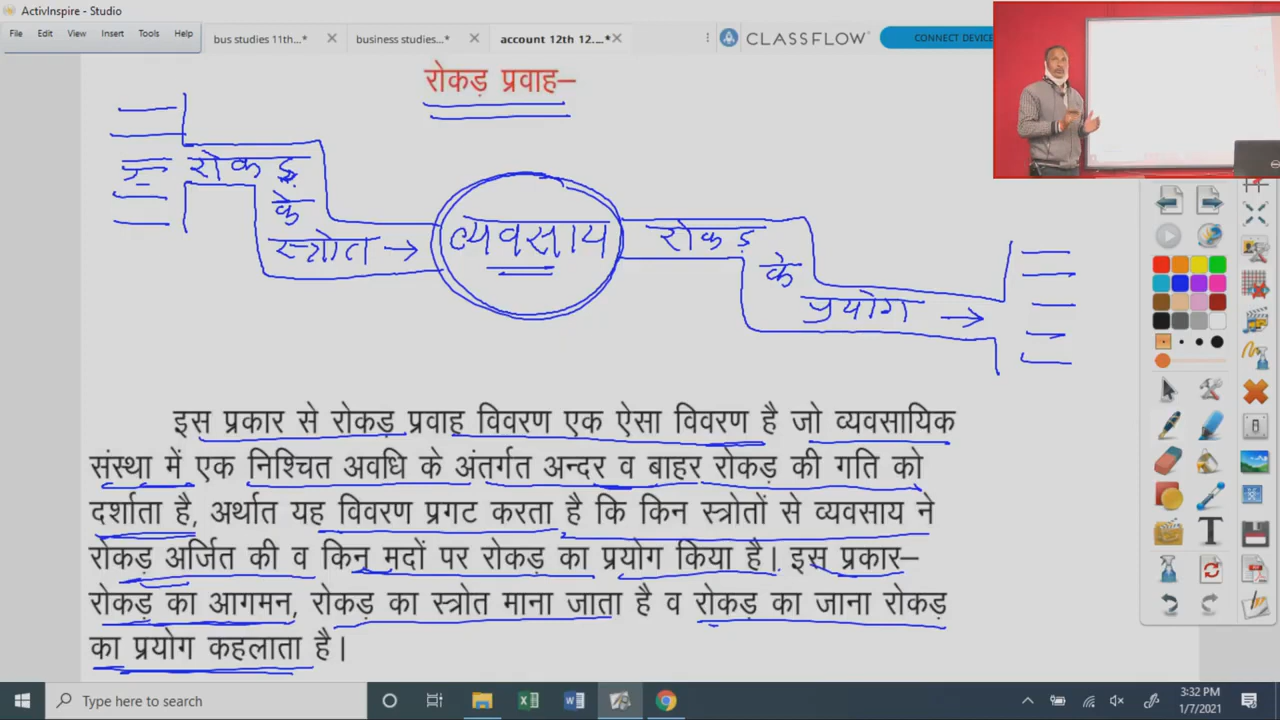 ActivInspire - Studio
File Edit View Insert Tools Help
bus studies 11th...*
business studies...*
account 12th 12....*
CLASSFLOW
CONNECT DEVICE
रोकड़ प्रवाह–
रोकड़
के
स्त्रोत →
व्यवसाय
रोकड़
के
प्रयोग →
इस प्रकार से रोकड़ प्रवाह विवरण एक ऐसा विवरण है जो व्यवसायिक
संस्था में एक निश्चित अवधि के अंतर्गत अन्दर व बाहर रोकड़ की गति को
दर्शाता है, अर्थात यह विवरण प्रगट करता है कि किन स्त्रोतों से व्यवसाय ने
रोकड़ अर्जित की व किन मदों पर रोकड़ का प्रयोग किया है। इस प्रकार–
रोकड़ का आगमन, रोकड़ का स्त्रोत माना जाता है व रोकड़ का जाना रोकड़
का प्रयोग कहलाता है।
Type here to search
3:32 PM
1/7/2021